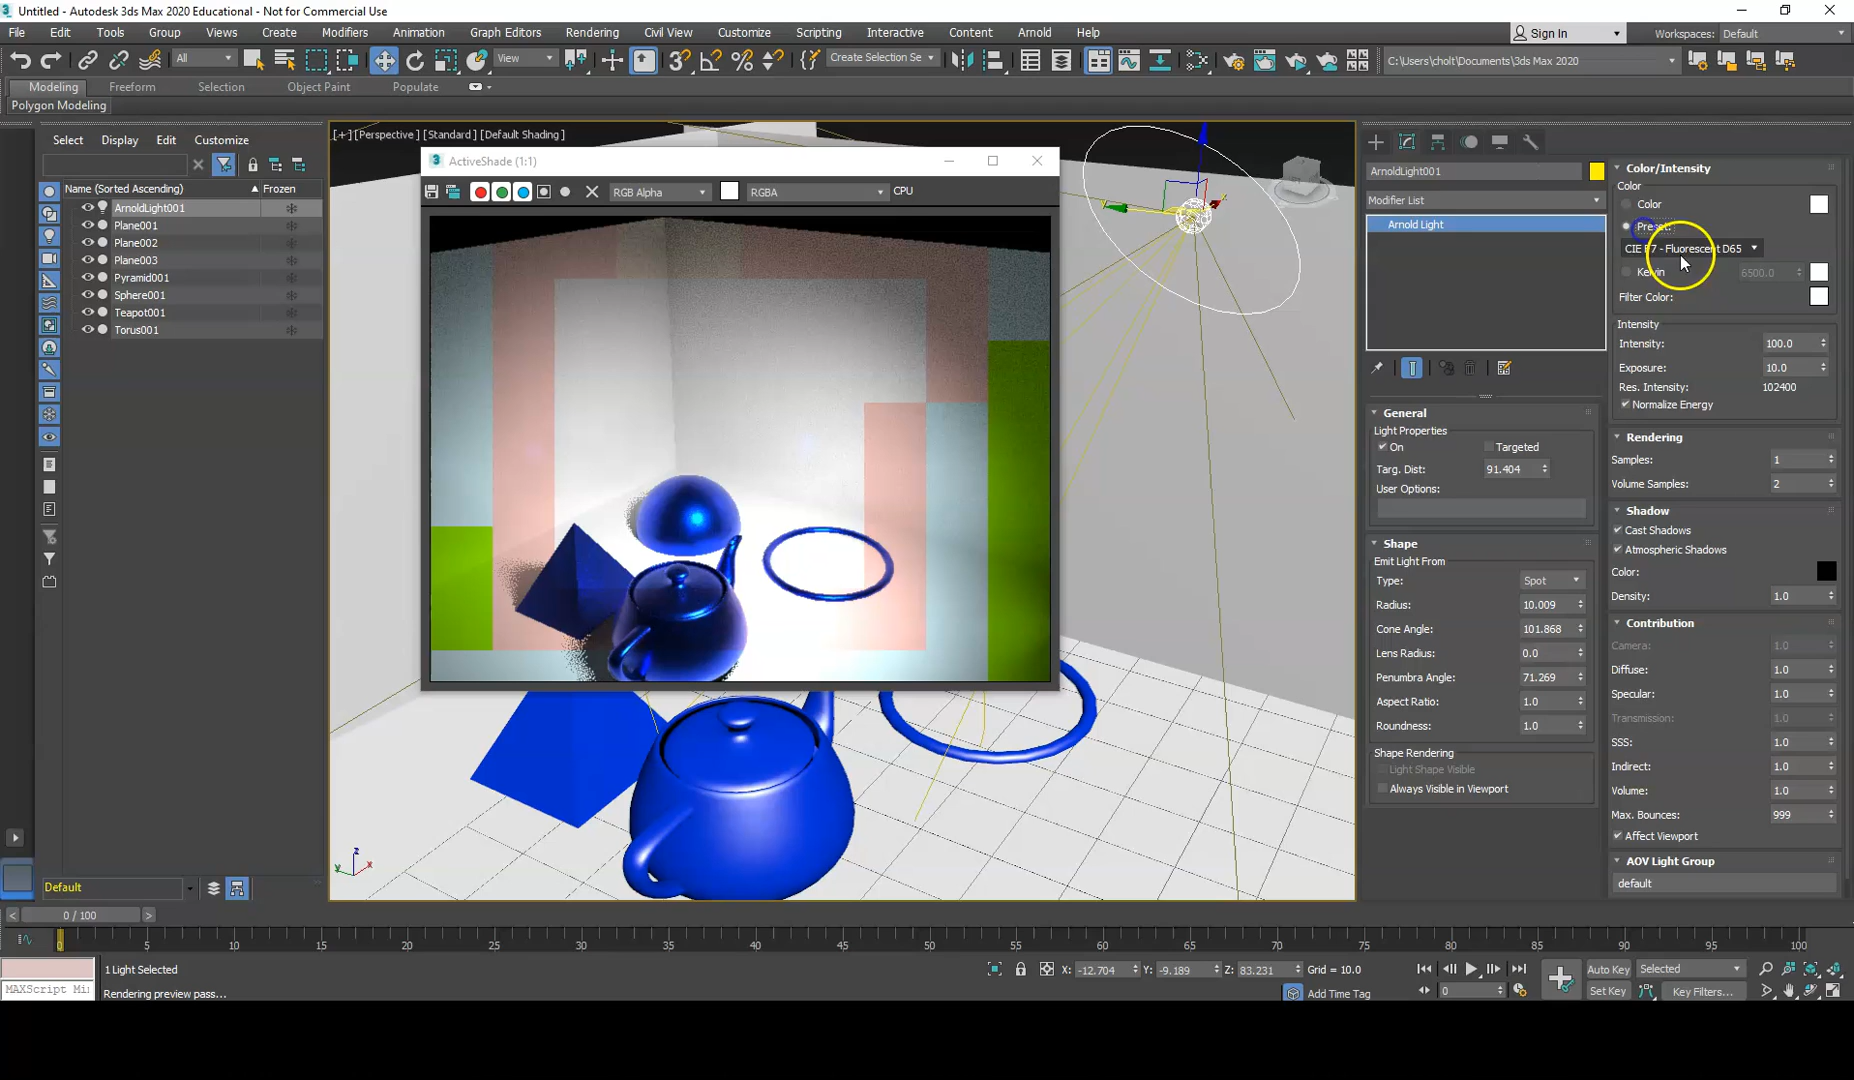 Untitled - Autodesk 3ds Max 2020 Educational - Not for Commercial Use
File Edit Tools Group Views Create Modifiers Animation Graph Editors Rendering Civil View Customize Scripting Interactive Content Arnold Help
Sign In
Workspaces: Default
All
View
Create Selection Se
C:\Users\cholt\Documents\3ds Max 2020
Modeling Freeform Selection Object Paint Populate
Polygon Modeling
Select Display Edit Customize
Name (Sorted Ascending) Frozen
ArnoldLight001
Plane001
Plane002
Plane003
Pyramid001
Sphere001
Teapot001
Torus001
Default
[+] [Perspective] [Standard] [Default Shading]
ActiveShade (1:1)
RGB Alpha RGBA CPU
ArnoldLight001
Modifier List
Arnold Light
General
Light Properties
On Targeted
Targ. Dist: 91.404
User Options:
Shape
Emit Light From
Type: Spot
Radius: 10.009
Cone Angle: 101.868
Lens Radius: 0.0
Penumbra Angle: 71.269
Aspect Ratio: 1.0
Roundness: 1.0
Shape Rendering
Light Shape Visible
Always Visible in Viewport
Color/Intensity
Color
Color
Preset:
CIE F7 - Fluorescent D65
Kelvin 6500.0
Filter Color:
Intensity
Intensity: 100.0
Exposure: 10.0
Res. Intensity: 102400
Normalize Energy
Rendering
Samples: 1
Volume Samples: 2
Shadow
Cast Shadows
Atmospheric Shadows
Color:
Density: 1.0
Contribution
Camera: 1.0
Diffuse: 1.0
Specular: 1.0
Transmission: 1.0
SSS: 1.0
Indirect: 1.0
Volume: 1.0
Max. Bounces: 999
Affect Viewport
AOV Light Group
default
0 / 100
0 5 10 15 20 25 30 35 40 45 50 55 60 65 70 75 80 85 90 95 100
1 Light Selected
X: -12.704 Y: -9.189 Z: 83.231 Grid = 10.0
Auto Key Selected
MAXScript Mi
Rendering preview pass...
Add Time Tag
0
Set Key Key Filters...